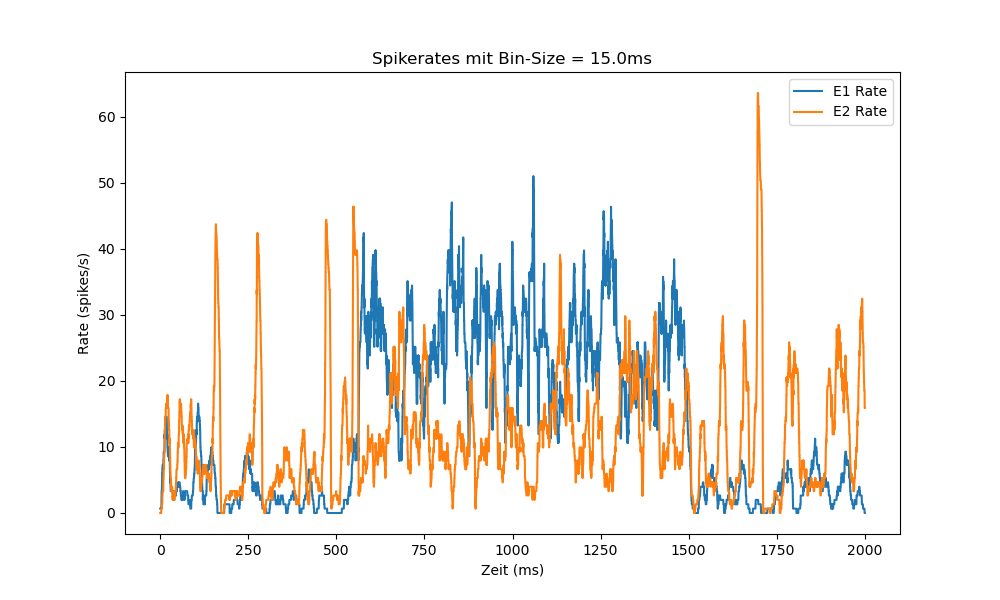 Spikerates mit Bin-Size = 15.0ms
E1 Rate
E2 Rate
Rate (spikes/s)
60
50
40
30
20
10
0
0 250 500 750 1000 1250 1500 1750 2000
Zeit (ms)